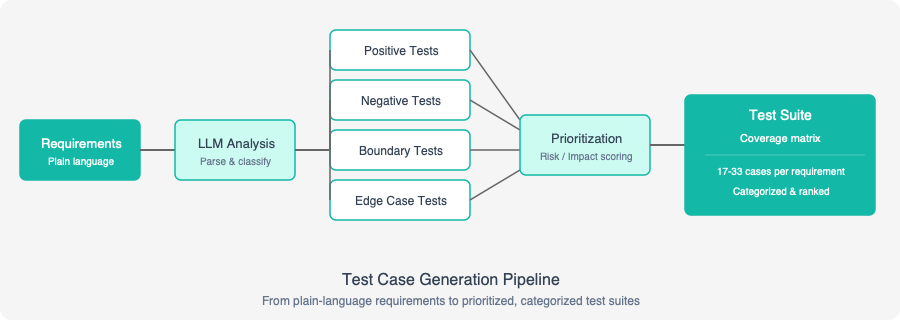 Requirements
Plain language
LLM Analysis
Parse & classify
Positive Tests
Negative Tests
Boundary Tests
Edge Case Tests
Prioritization
Risk / Impact scoring
Test Suite
Coverage matrix
17-33 cases per requirement
Categorized & ranked
Test Case Generation Pipeline
From plain-language requirements to prioritized, categorized test suites